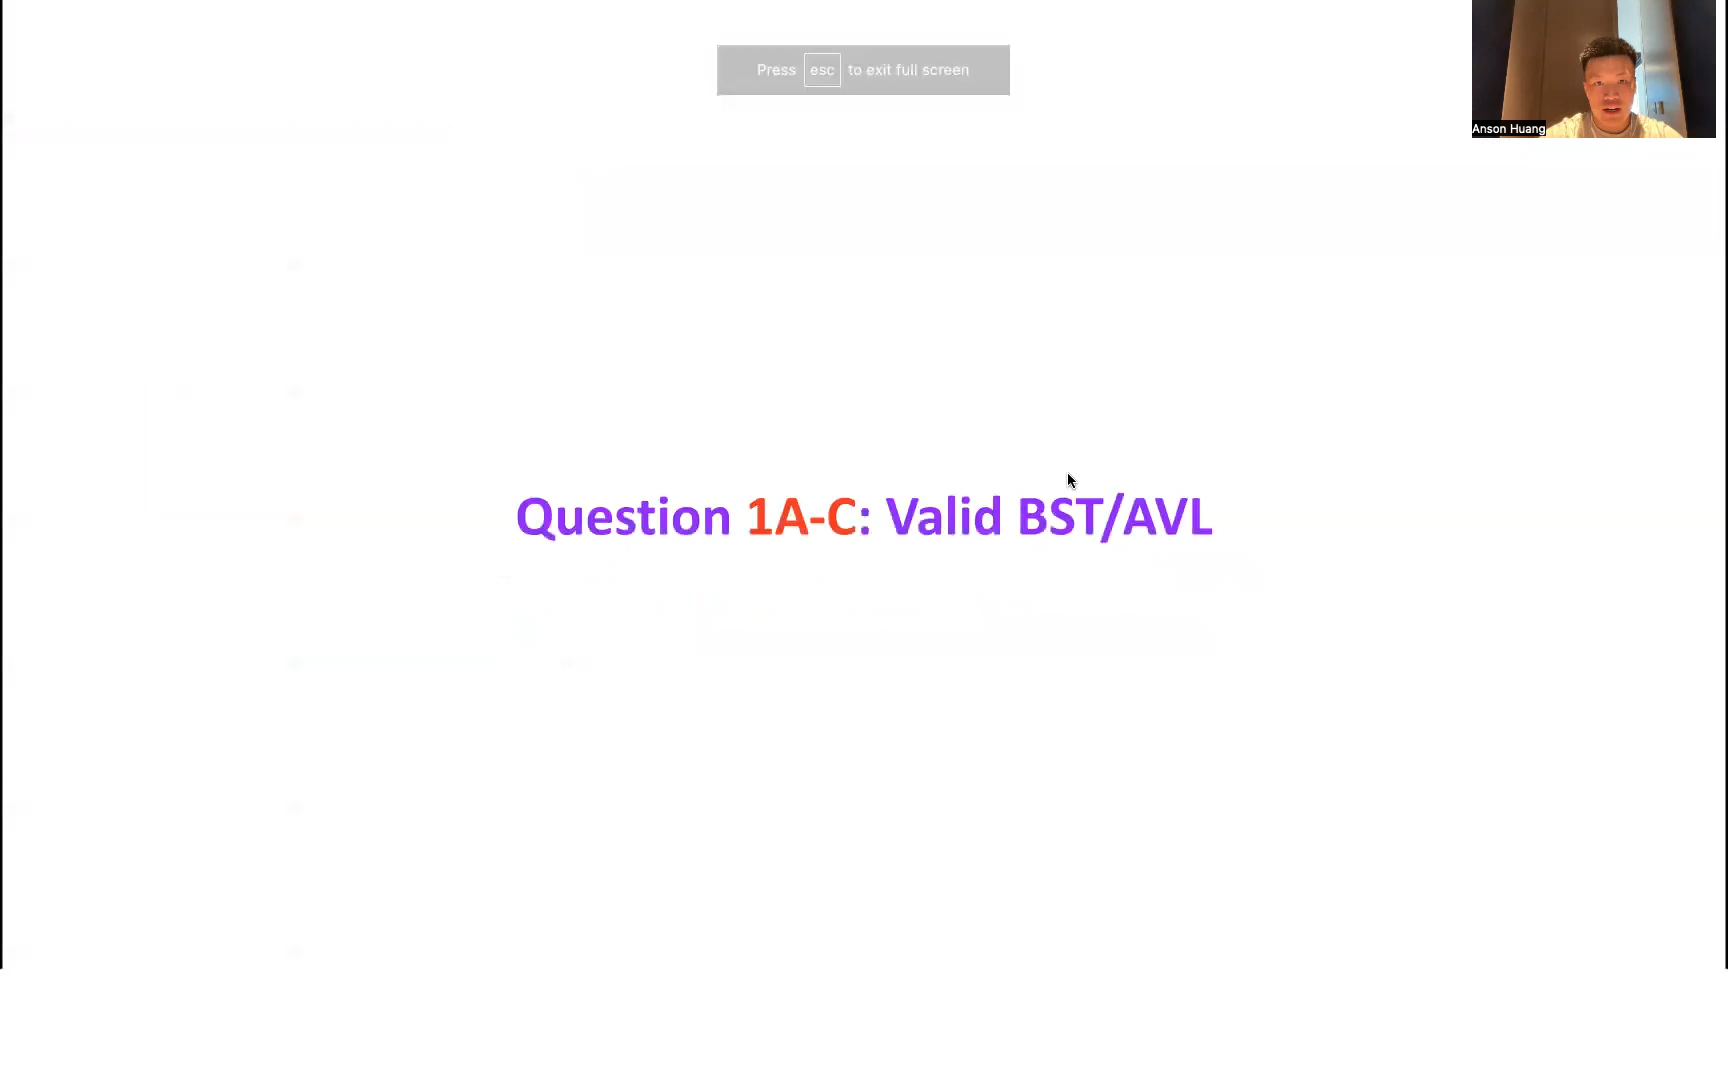 Press esc to exit full screen
Anson Huang
Question 1A-C: Valid BST/AVL